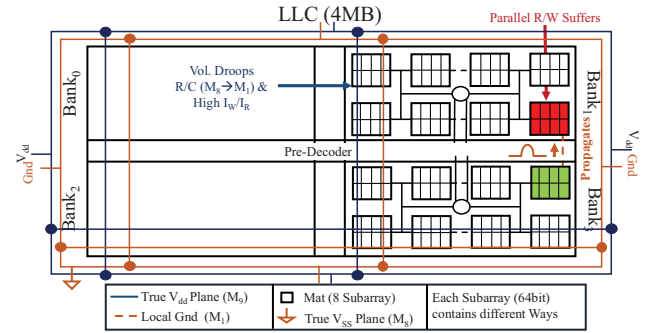 LLC (4MB)
Parallel R/W Suffers
Bank0
Vol. Droops
R/C (M8→M1) &
High IW/IR
Bank1
Propagates
Vdd
Gnd
Pre-Decoder
Vdd
Gnd
Bank2
Bank3
True Vdd Plane (M9)
Local Gnd (M1)
Mat (8 Subarray)
True VSS Plane (M8)
Each Subarray (64bit)
contains different Ways